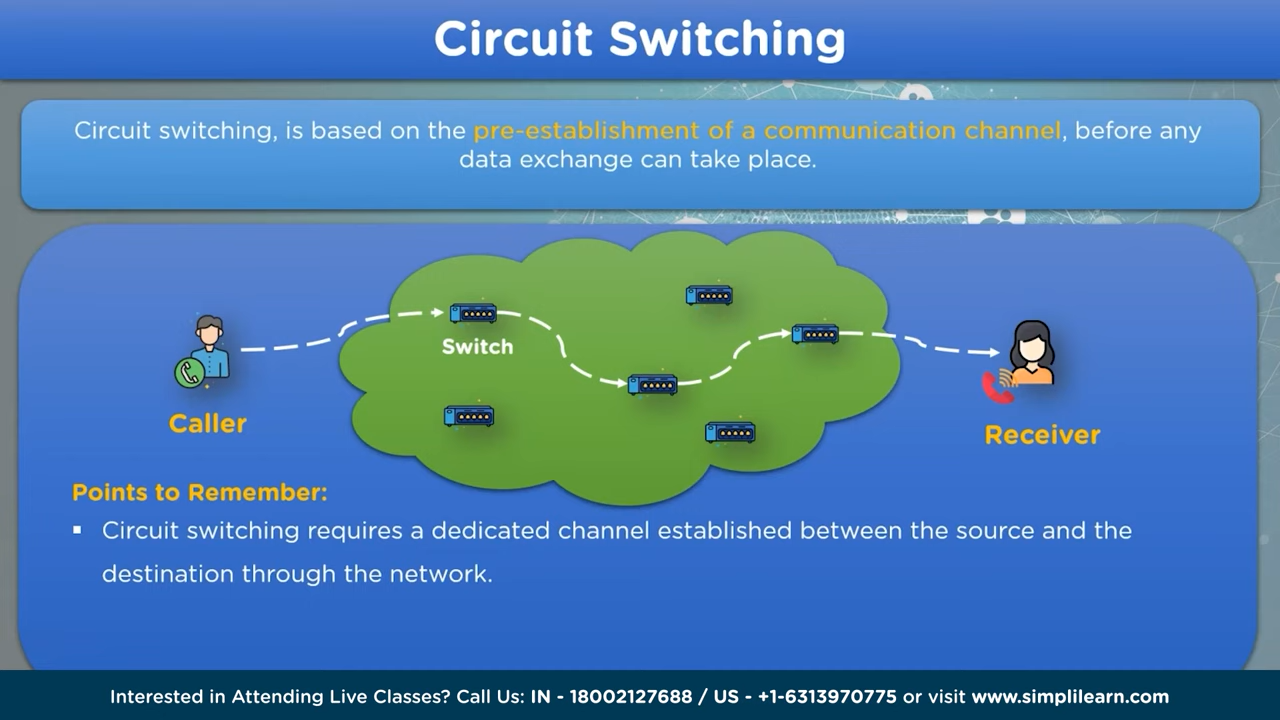 Circuit Switching
Circuit switching, is based on the pre-establishment of a communication channel, before any
data exchange can take place.
Switch
Caller
Receiver
Points to Remember:
▪ Circuit switching requires a dedicated channel established between the source and the
destination through the network.
Interested in Attending Live Classes? Call Us: IN - 18002127688 / US - +1-6313970775 or visit www.simplilearn.com